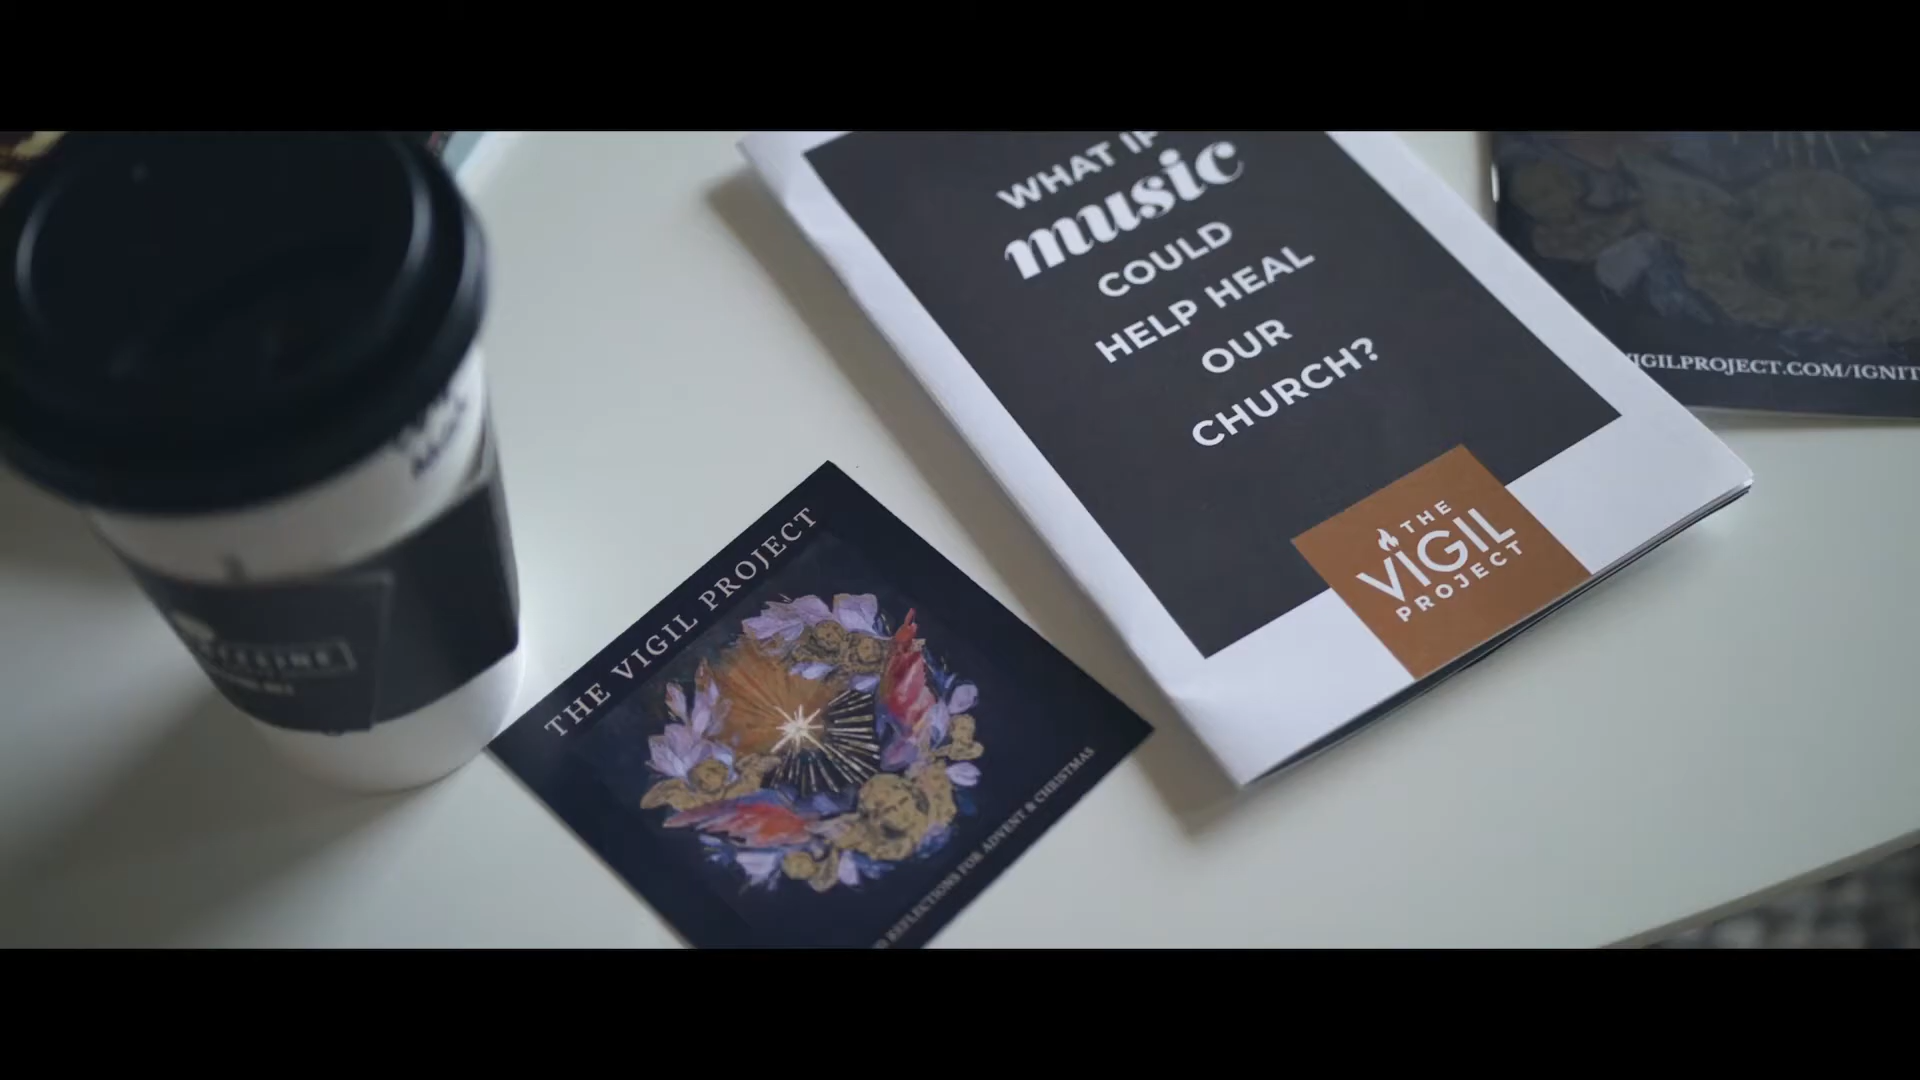 WHAT IF
music
COULD
HELP HEAL
OUR
CHURCH?
THE
VIGIL
PROJECT
THE VIGIL PROJECT
REFLECTIONS FOR ADVENT & CHRISTMAS
VIGILPROJECT.COM/IGNIT